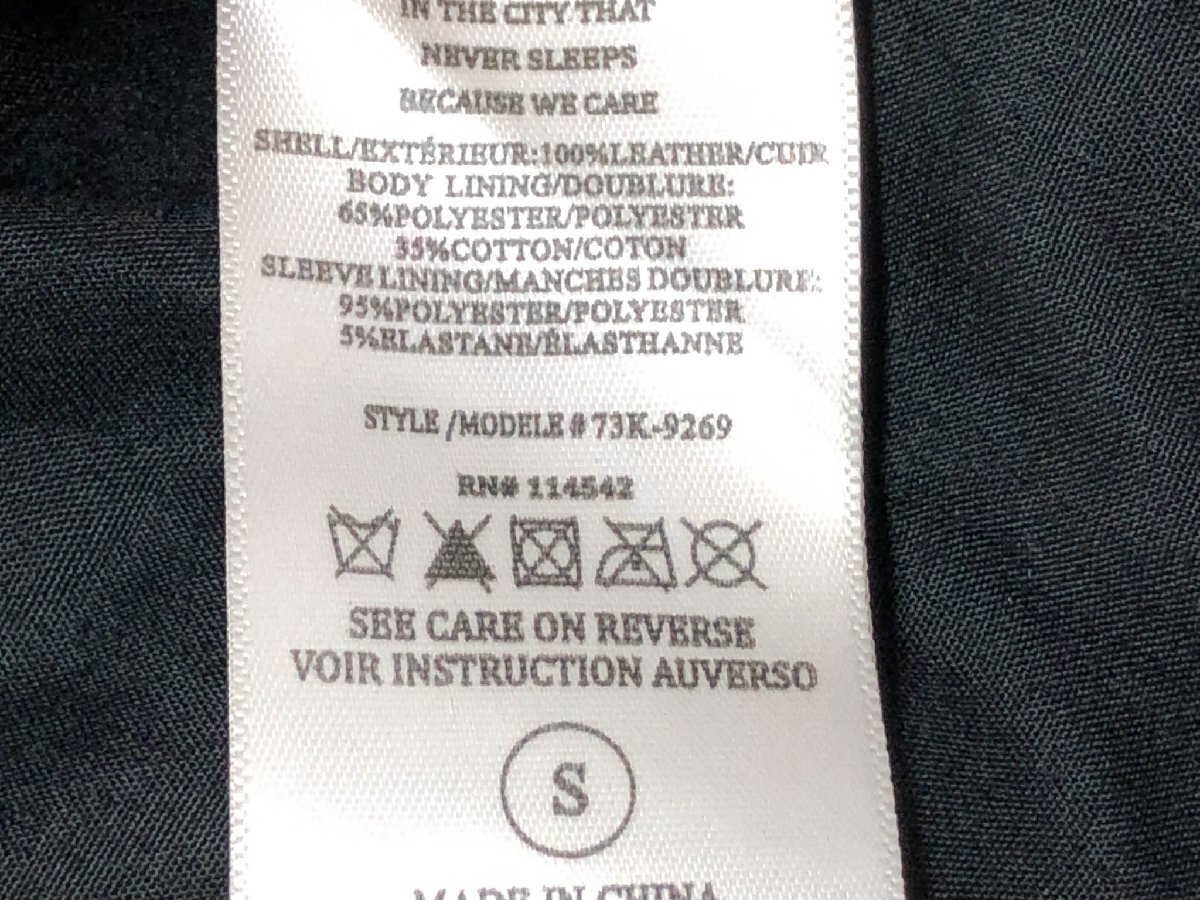 IN THE CITY THAT
NEVER SLEEPS
BECAUSE WE CARE
SHELL/EXTÉRIEUR:100%LEATHER/CUIR
BODY LINING/DOUBLURE:
65%POLYESTER/POLYESTER
35%COTTON/COTON
SLEEVE LINING/MANCHES DOUBLURE:
95%POLYESTER/POLYESTER
5%ELASTANE/ÉLASTHANNE
STYLE /MODELE # 73K-9269
RN# 114542
SEE CARE ON REVERSE
VOIR INSTRUCTION AUVERSO
S
MADE IN CHINA